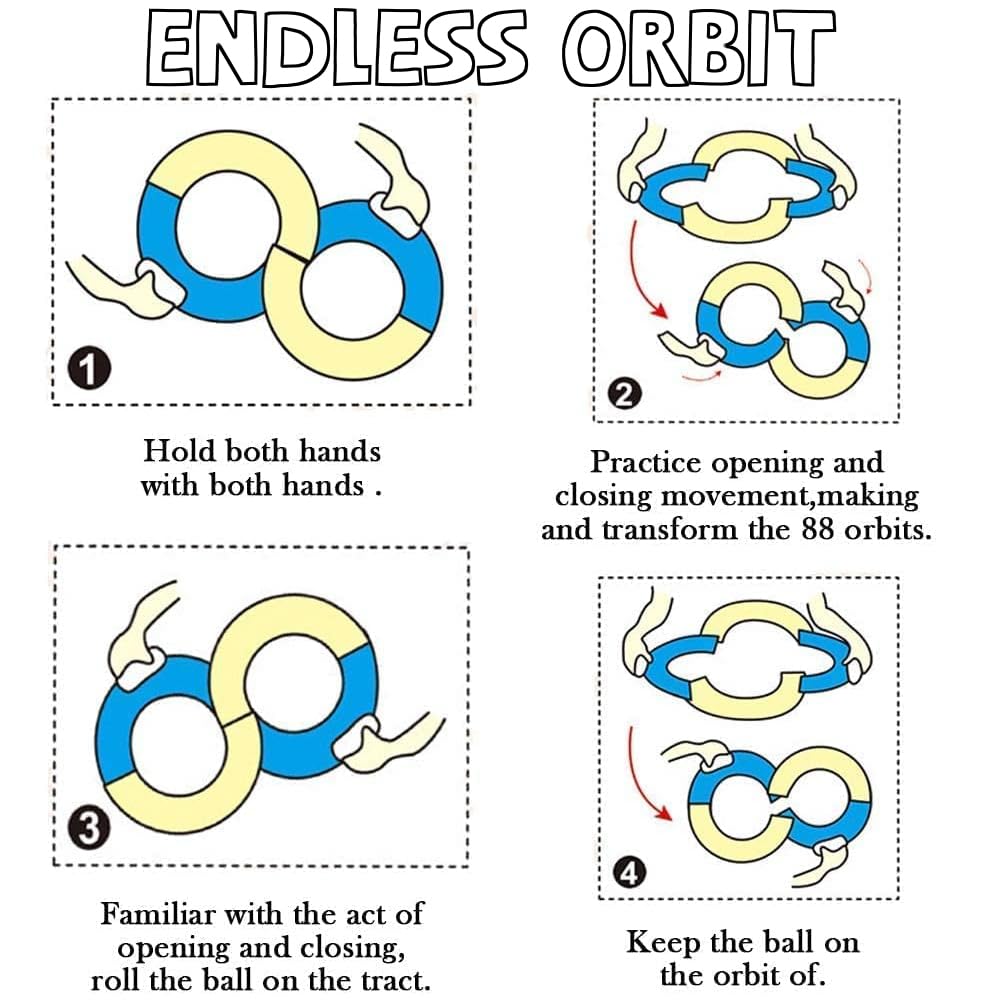 ENDLESS ORBIT
1
Hold both hands
with both hands .
2
Practice opening and
closing movement,making
and transform the 88 orbits.
3
Familiar with the act of
opening and closing,
roll the ball on the tract.
4
Keep the ball on
the orbit of.